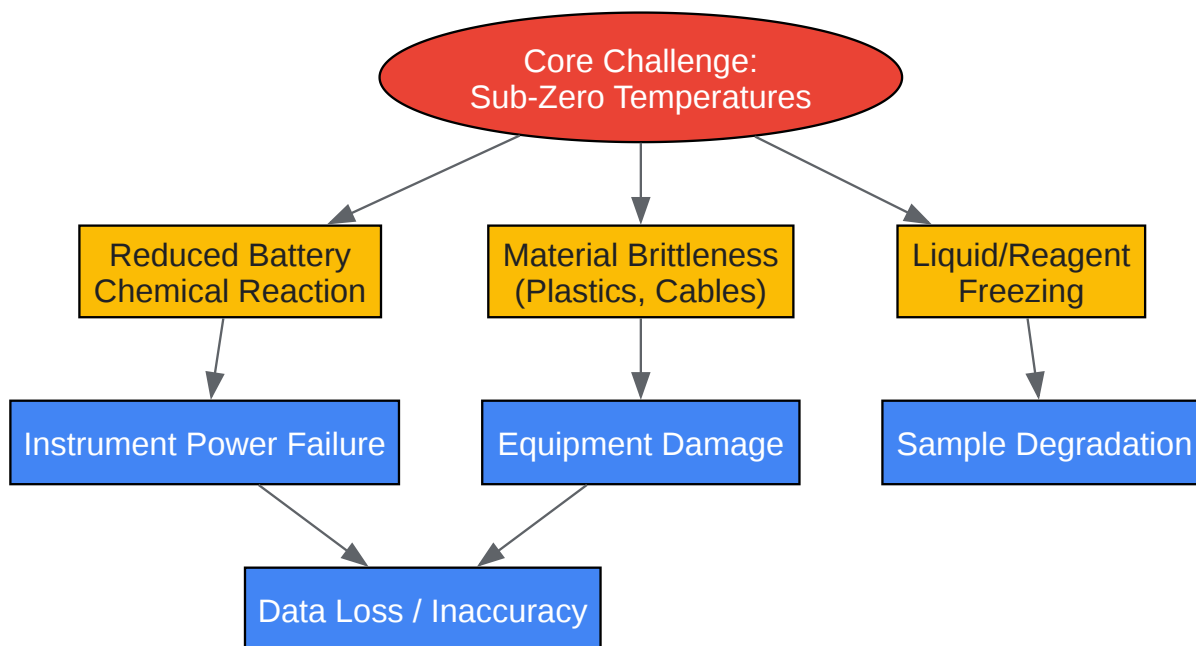 Core Challenge:
Sub-Zero Temperatures
Reduced Battery
Chemical Reaction
Material Brittleness
(Plastics, Cables)
Liquid/Reagent
Freezing
Instrument Power Failure
Equipment Damage
Sample Degradation
Data Loss / Inaccuracy